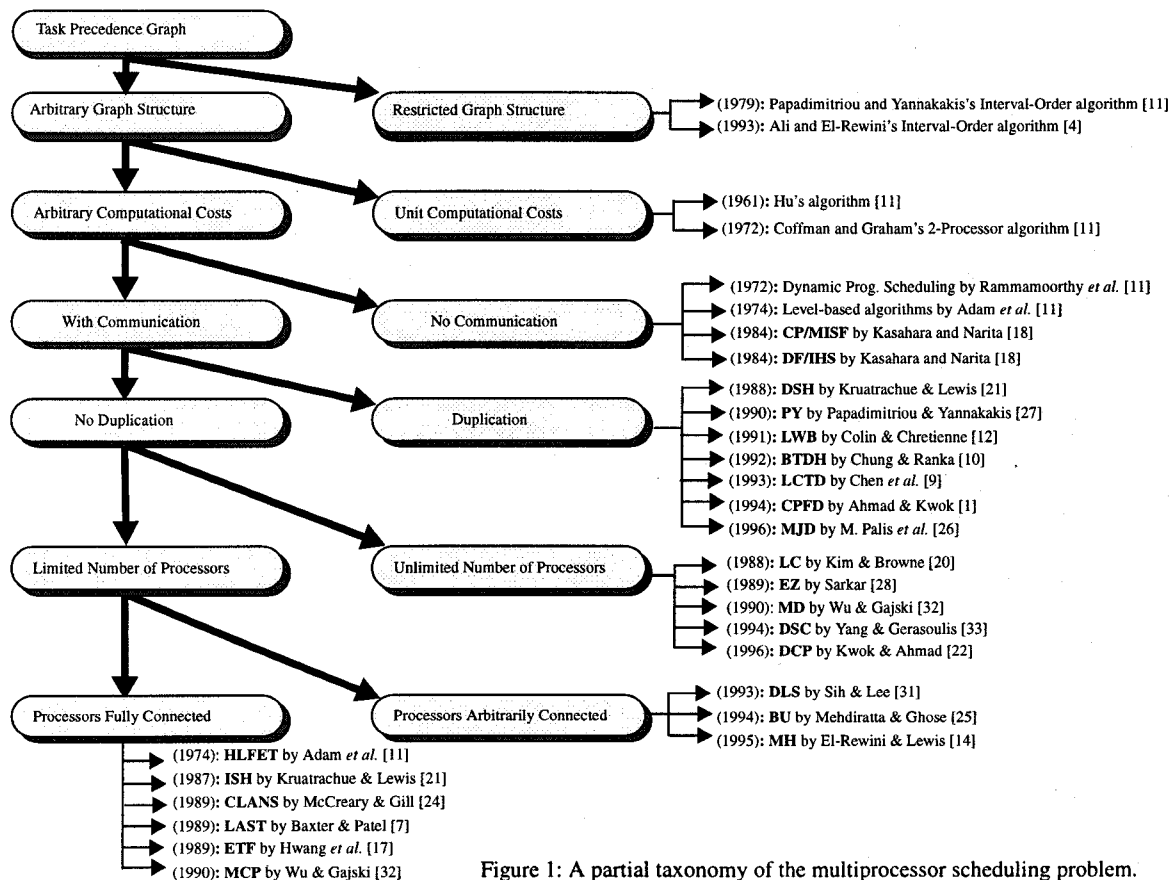 Task Precedence Graph
Arbitrary Graph Structure
Restricted Graph Structure
(1979): Papadimitriou and Yannakakis's Interval-Order algorithm [11]
(1993): Ali and El-Rewini's Interval-Order algorithm [4]
Arbitrary Computational Costs
Unit Computational Costs
(1961): Hu's algorithm [11]
(1972): Coffman and Graham's 2-Processor algorithm [11]
With Communication
No Communication
(1972): Dynamic Prog. Scheduling by Rammamoorthy et al. [11]
(1974): Level-based algorithms by Adam et al. [11]
(1984): CP/MISF by Kasahara and Narita [18]
(1984): DF/IHS by Kasahara and Narita [18]
No Duplication
Duplication
(1988): DSH by Kruatrachue & Lewis [21]
(1990): PY by Papadimitriou & Yannakakis [27]
(1991): LWB by Colin & Chretienne [12]
(1992): BTDH by Chung & Ranka [10]
(1993): LCTD by Chen et al. [9]
(1994): CPFD by Ahmad & Kwok [1]
(1996): MJD by M. Palis et al. [26]
Limited Number of Processors
Unlimited Number of Processors
(1988): LC by Kim & Browne [20]
(1989): EZ by Sarkar [28]
(1990): MD by Wu & Gajski [32]
(1994): DSC by Yang & Gerasoulis [33]
(1996): DCP by Kwok & Ahmad [22]
Processors Fully Connected
Processors Arbitrarily Connected
(1993): DLS by Sih & Lee [31]
(1994): BU by Mehdiratta & Ghose [25]
(1995): MH by El-Rewini & Lewis [14]
(1974): HLFET by Adam et al. [11]
(1987): ISH by Kruatrachue & Lewis [21]
(1989): CLANS by McCreary & Gill [24]
(1989): LAST by Baxter & Patel [7]
(1989): ETF by Hwang et al. [17]
(1990): MCP by Wu & Gajski [32]
Figure 1: A partial taxonomy of the multiprocessor scheduling problem.